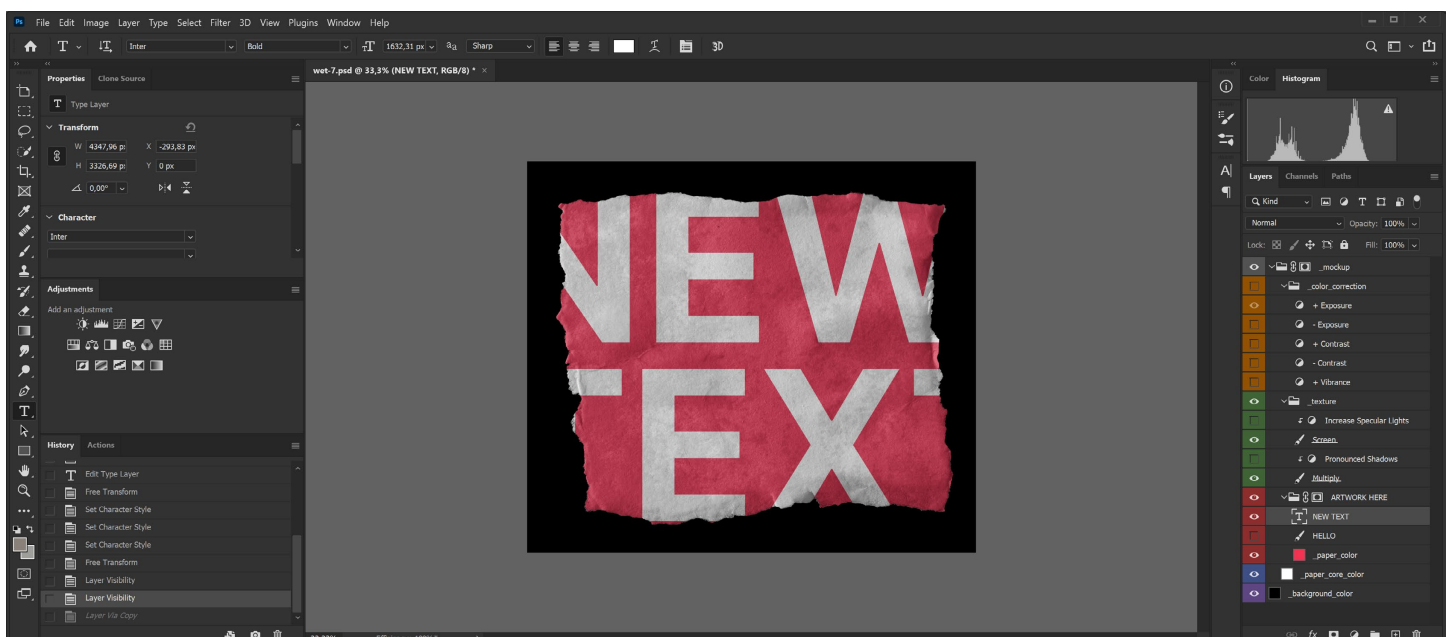 Ps File Edit Image Layer Type Select Filter 3D View Plugins Window Help
T Inter Bold 1632,31 px aa Sharp 3D
Properties Clone Source
T Type Layer
Transform
W 4347,96 p: X -293,83 px
H 3326,69 p: Y 0 px
0,00°
Character
Inter
Adjustments
Add an adjustment
History Actions
T Edit Type Layer
Free Transform
Set Character Style
Set Character Style
Set Character Style
Free Transform
Layer Visibility
Layer Visibility
Layer Via Copy
wet-7.psd @ 33,3% (NEW TEXT, RGB/8) * ×
NEW
TEXT
Color Histogram
Layers Channels Paths
Kind
Normal Opacity: 100%
Lock: Fill: 100%
_mockup
_color_correction
+ Exposure
- Exposure
+ Contrast
- Contrast
+ Vibrance
_texture
Increase Specular Lights
Screen
Pronounced Shadows
Multiply
ARTWORK HERE
T NEW TEXT
HELLO
_paper_color
_paper_core_color
_background_color
fx